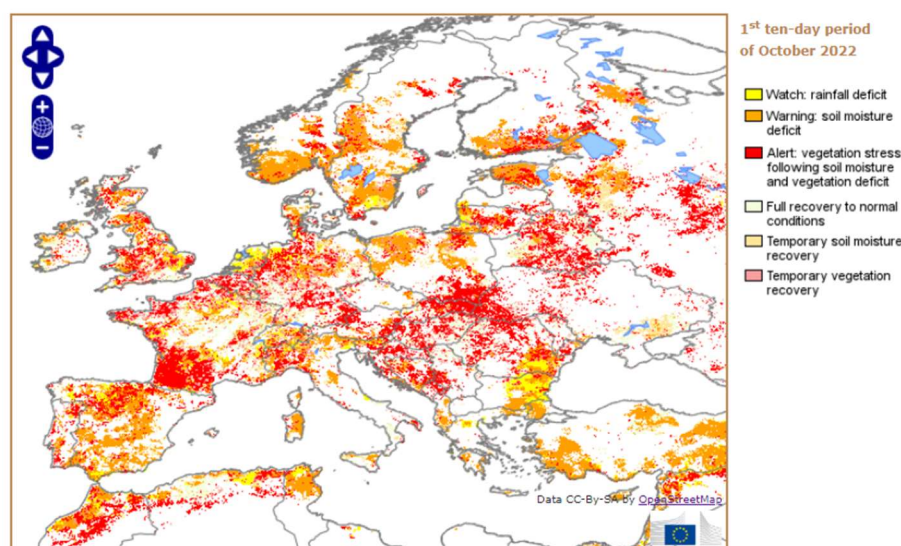 1st ten-day period
of October 2022
Watch: rainfall deficit
Warning: soil moisture
deficit
Alert: vegetation stress
following soil moisture
and vegetation deficit
Full recovery to normal
conditions
Temporary soil moisture
recovery
Temporary vegetation
recovery
Data CC-By-SA by OpenStreetMap